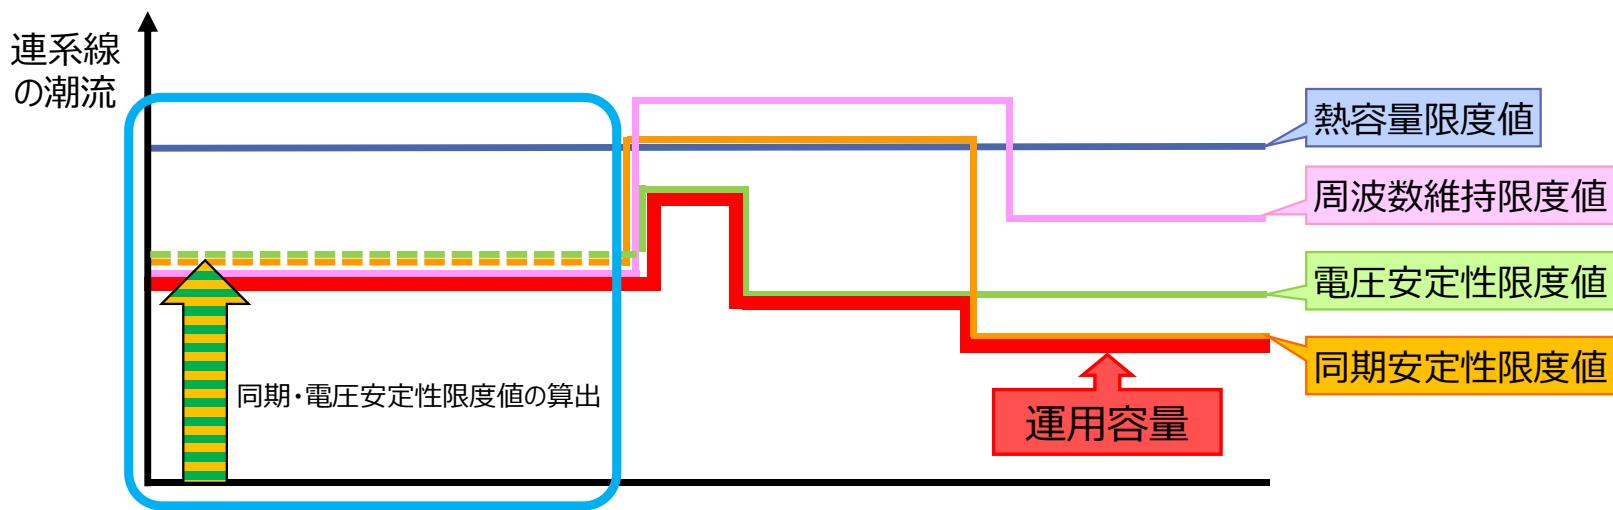 連系線
の潮流
熱容量限度値
周波数維持限度値
電圧安定性限度値
同期安定性限度値
同期・電圧安定性限度値の算出
運用容量